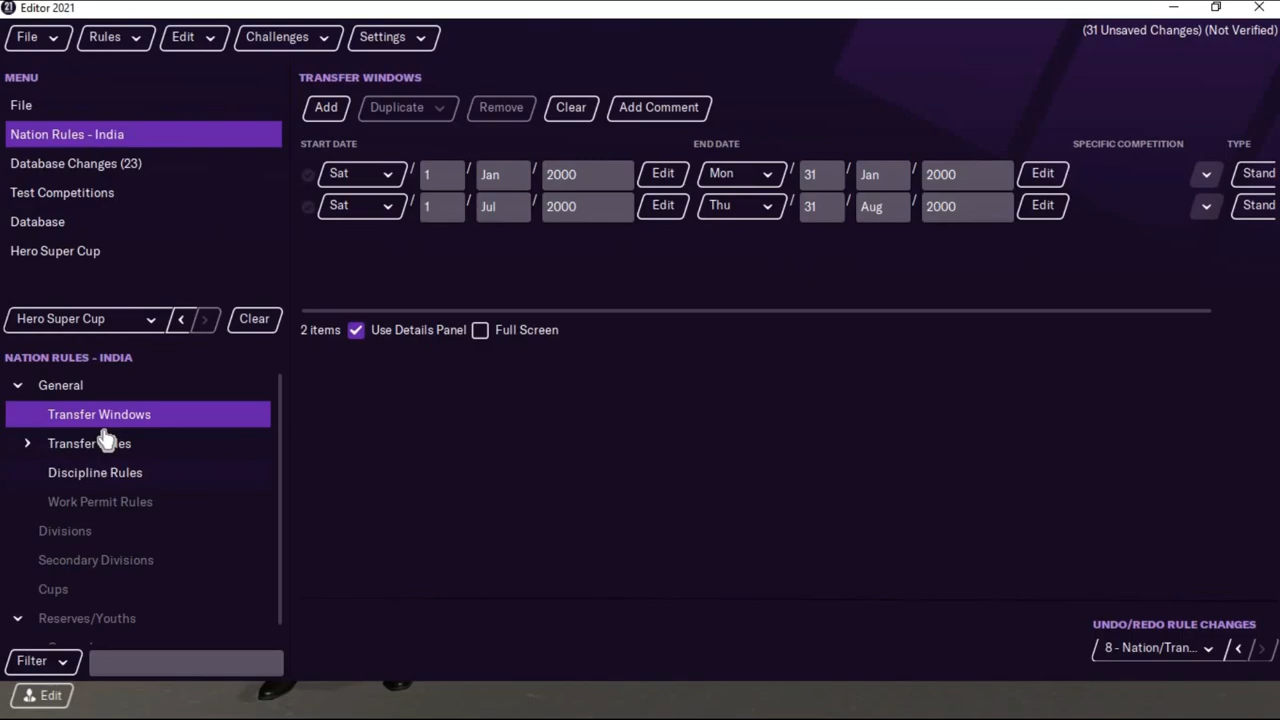 21 Editor 2021
File Rules Edit Challenges Settings (31 Unsaved Changes) (Not Verified)
MENU
File
Nation Rules - India
Database Changes (23)
Test Competitions
Database
Hero Super Cup
Hero Super Cup Clear
NATION RULES - INDIA
General
Transfer Windows
Transfer
Discipline Rules
Work Permit Rules
Divisions
Secondary Divisions
Cups
Reserves/Youths
Filter
Edit
TRANSFER WINDOWS
Add Duplicate Remove Clear Add Comment
START DATE END DATE SPECIFIC COMPETITION TYPE
Sat / 1 / Jan / 2000 Edit Mon / 31 / Jan / 2000 Edit Stand
Sat / 1 / Jul / 2000 Edit Thu / 31 / Aug / 2000 Edit Stand
2 items Use Details Panel Full Screen
UNDO/REDO RULE CHANGES
8 - Nation/Tran...